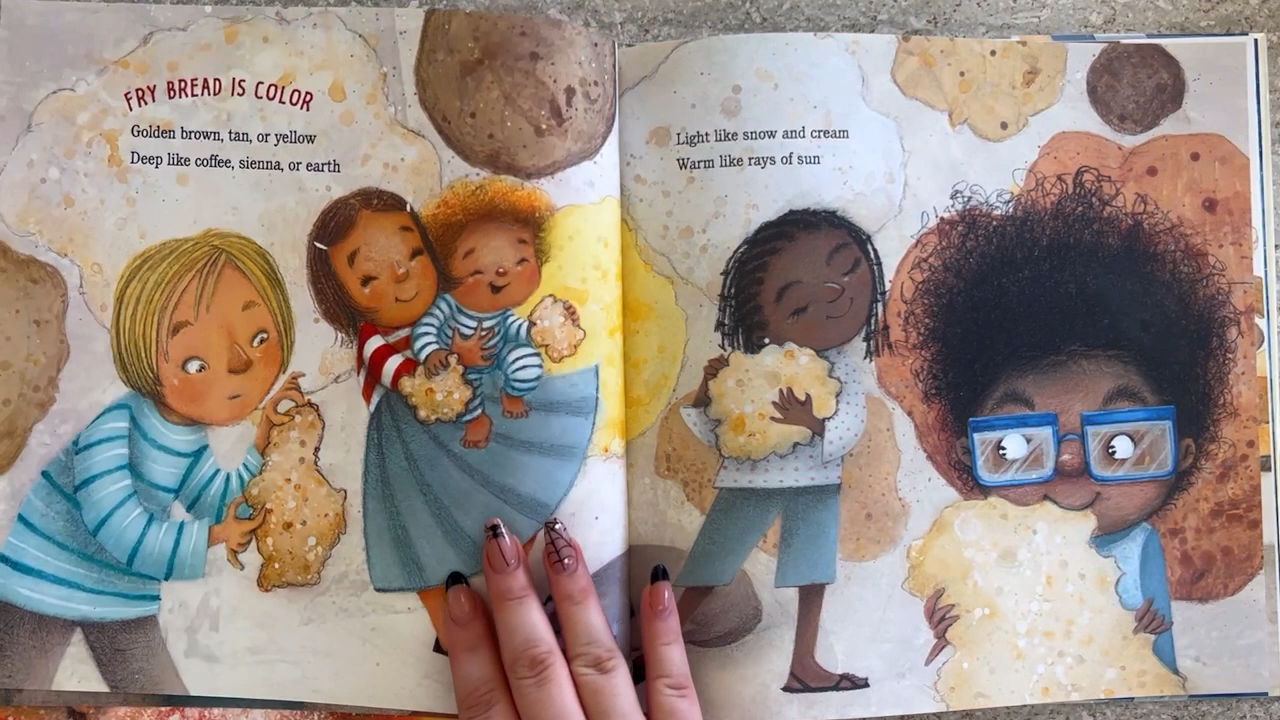 FRY BREAD IS COLOR
Golden brown, tan, or yellow
Deep like coffee, sienna, or earth
Light like snow and cream
Warm like rays of sun